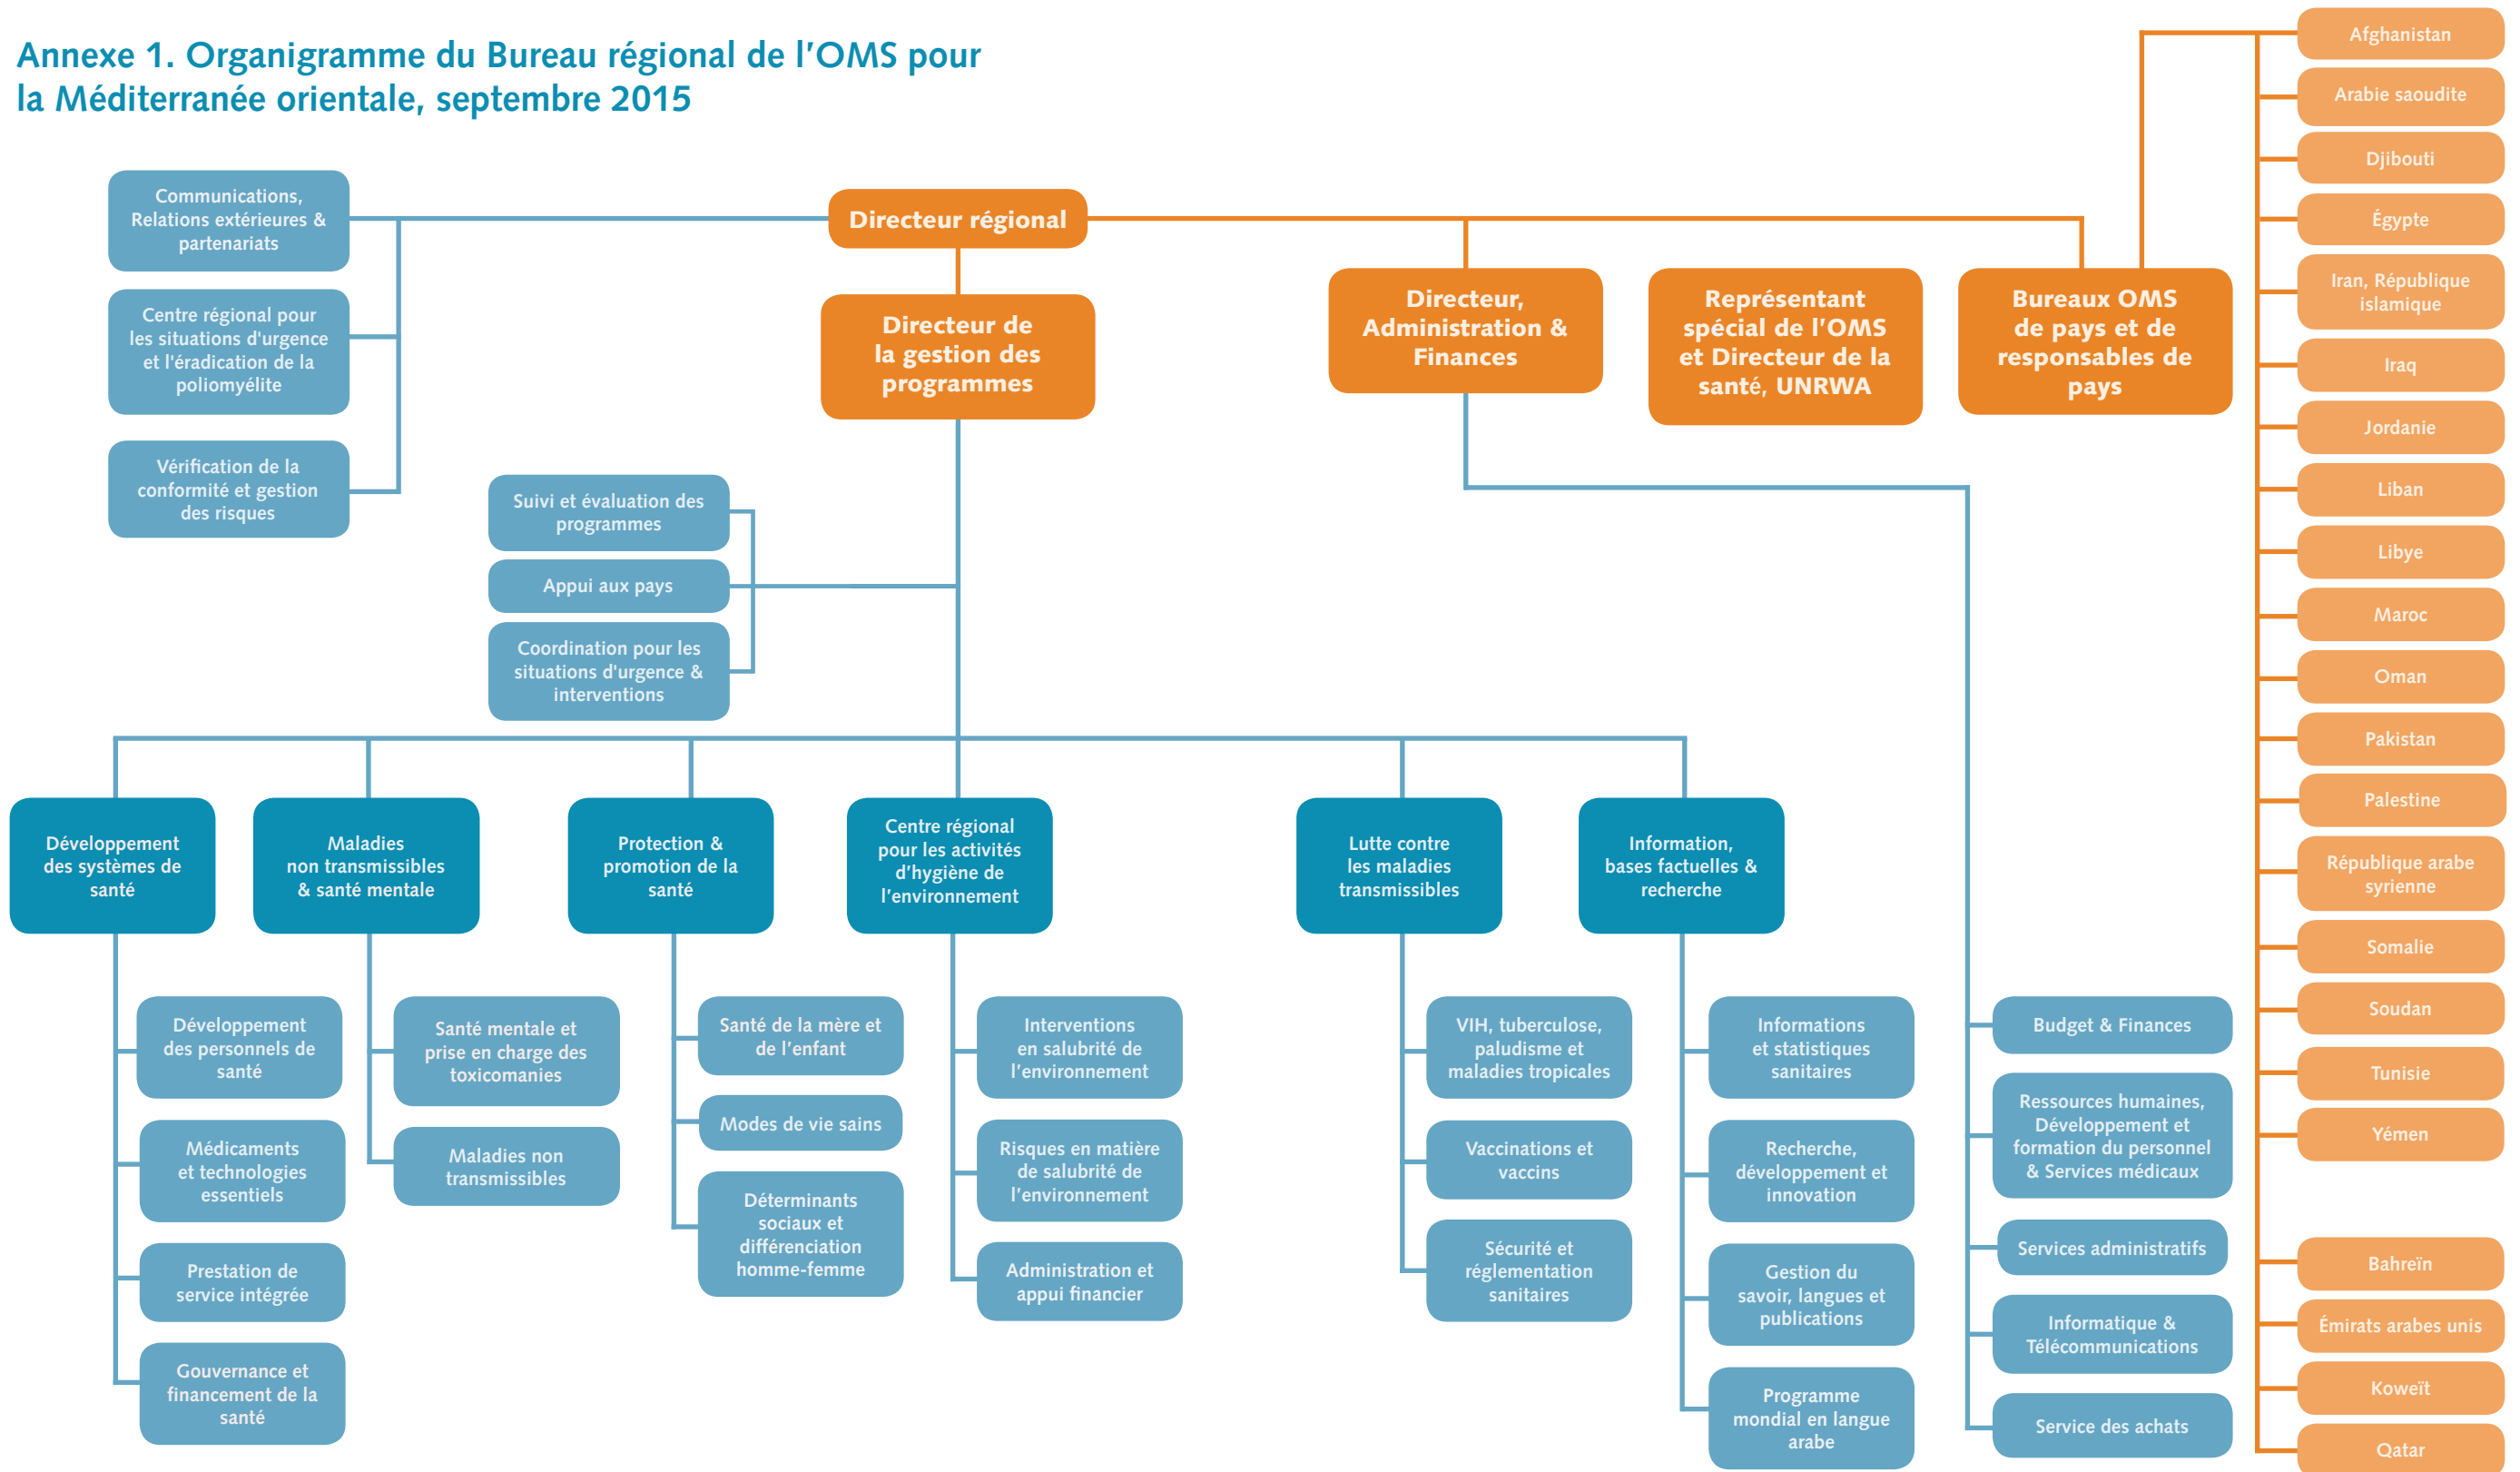 Annexe 1. Organigramme du Bureau régional de l’OMS pour
la Méditerranée orientale, septembre 2015
Communications,
Relations extérieures &
partenariats
Centre régional pour
les situations d'urgence
et l'éradication de la
poliomyélite
Vérification de la
conformité et gestion
des risques
Directeur régional
Directeur de
la gestion des
programmes
Directeur,
Administration &
Finances
Représentant
spécial de l’OMS
et Directeur de la
santé, UNRWA
Bureaux OMS
de pays et de
responsables de
pays
Suivi et évaluation des
programmes
Appui aux pays
Coordination pour les
situations d'urgence &
interventions
Développement
des systèmes de
santé
Développement
des personnels de
santé
Médicaments
et technologies
essentiels
Prestation de
service intégrée
Gouvernance et
financement de la
santé
Maladies
non transmissibles
& santé mentale
Santé mentale et
prise en charge des
toxicomanies
Maladies non
transmissibles
Protection &
promotion de la
santé
Santé de la mère et
de l’enfant
Modes de vie sains
Déterminants
sociaux et
différenciation
homme-femme
Centre régional
pour les activités
d’hygiène de
l’environnement
Interventions
en salubrité de
l’environnement
Risques en matière
de salubrité de
l’environnement
Administration et
appui financier
Lutte contre
les maladies
transmissibles
VIH, tuberculose,
paludisme et
maladies tropicales
Vaccinations et
vaccins
Sécurité et
réglementation
sanitaires
Information,
bases factuelles &
recherche
Informations
et statistiques
sanitaires
Recherche,
développement et
innovation
Gestion du
savoir, langues et
publications
Programme
mondial en langue
arabe
Budget & Finances
Ressources humaines,
Développement et
formation du personnel
& Services médicaux
Services administratifs
Informatique &
Télécommunications
Service des achats
Afghanistan
Arabie saoudite
Djibouti
Égypte
Iran, République
islamique
Iraq
Jordanie
Liban
Libye
Maroc
Oman
Pakistan
Palestine
République arabe
syrienne
Somalie
Soudan
Tunisie
Yémen
Bahreïn
Émirats arabes unis
Koweït
Qatar